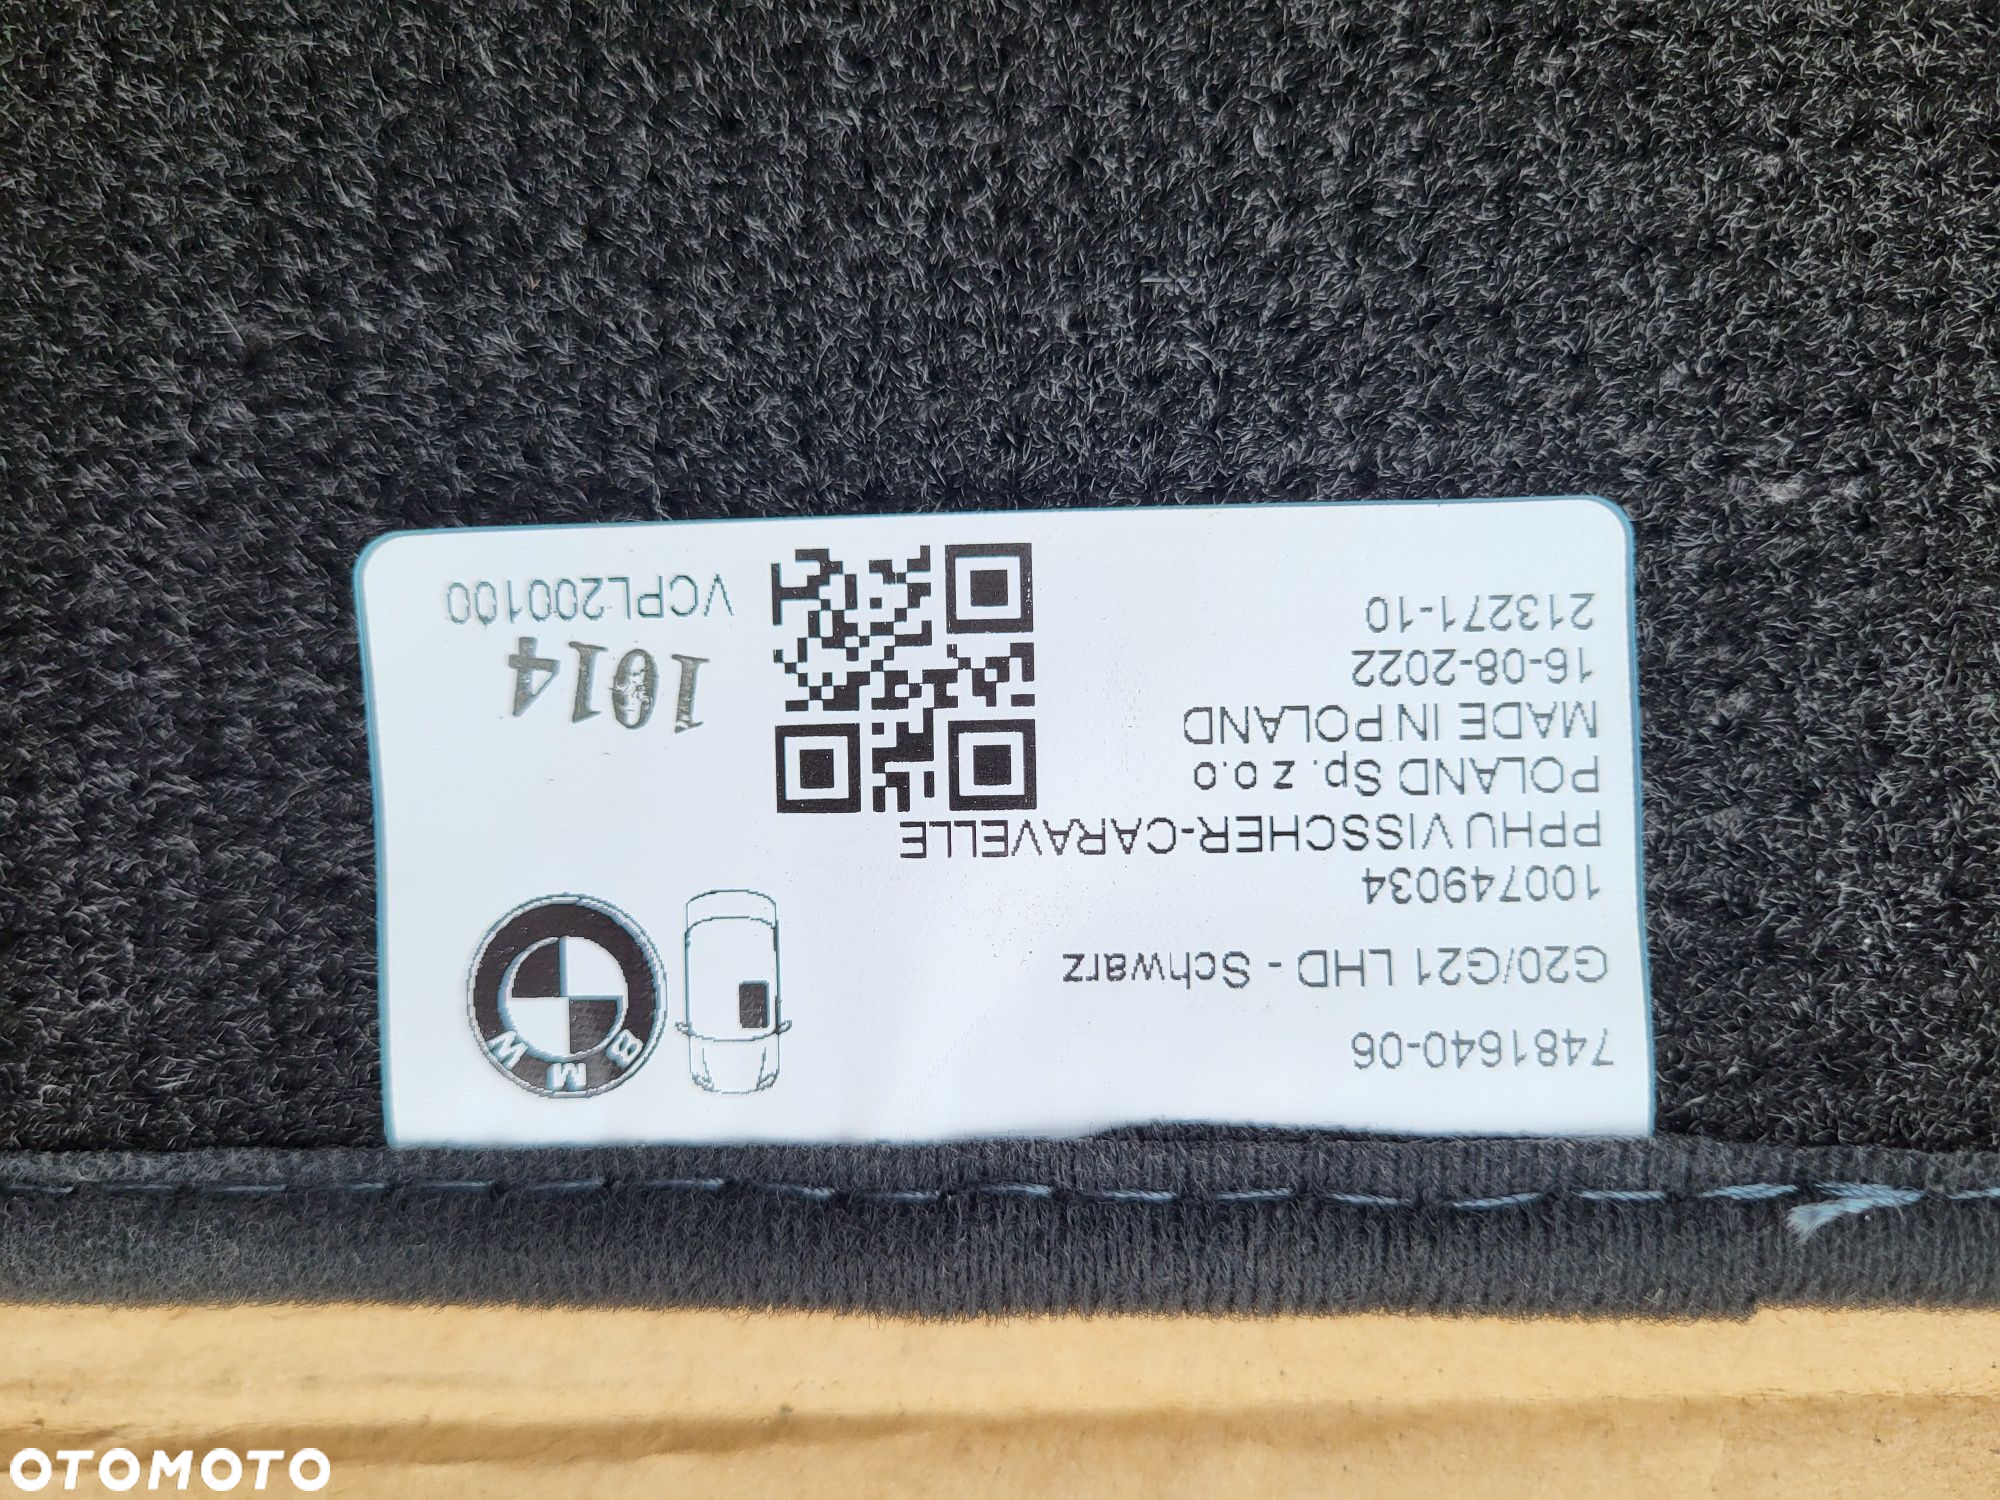 7481640-06
G20/G21 LHD - Schwarz
100749034
PPHU VISSCHER-CARAVELLE
POLAND Sp. z o.o
MADE IN POLAND
16-08-2022
213271-10
BMW
1014
VCPL200100
OTOMOTO